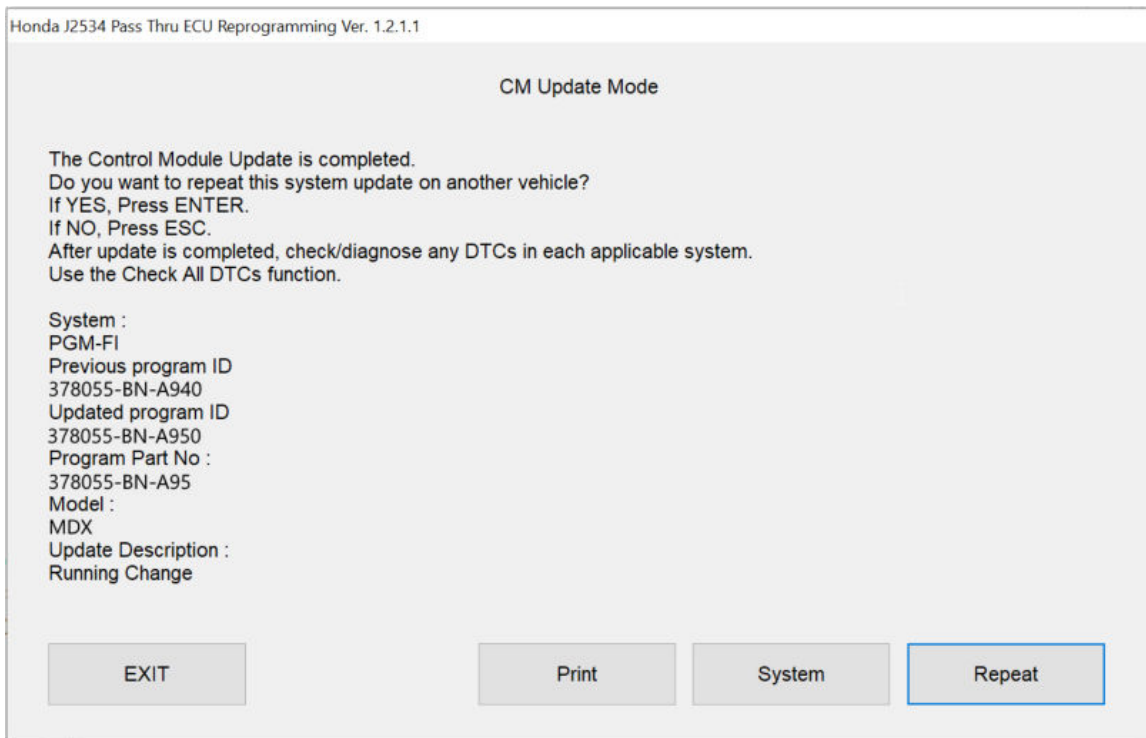 Honda J2534 Pass Thru ECU Reprogramming Ver. 1.2.1.1
CM Update Mode
The Control Module Update is completed.
Do you want to repeat this system update on another vehicle?
If YES, Press ENTER.
If NO, Press ESC.
After update is completed, check/diagnose any DTCs in each applicable system.
Use the Check All DTCs function.
System :
PGM-FI
Previous program ID
378055-BN-A940
Updated program ID
378055-BN-A950
Program Part No :
378055-BN-A95
Model :
MDX
Update Description :
Running Change
EXIT
Print
System
Repeat